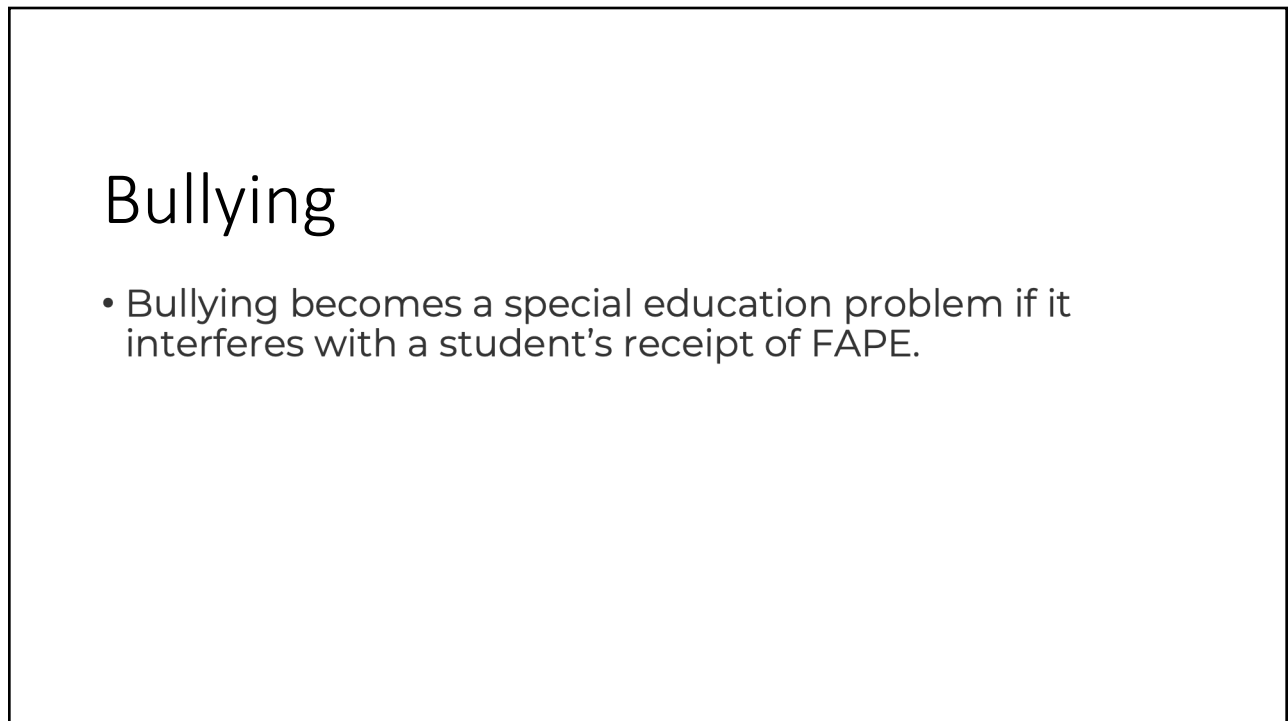 Bullying
• Bullying becomes a special education problem if it
interferes with a student’s receipt of FAPE.